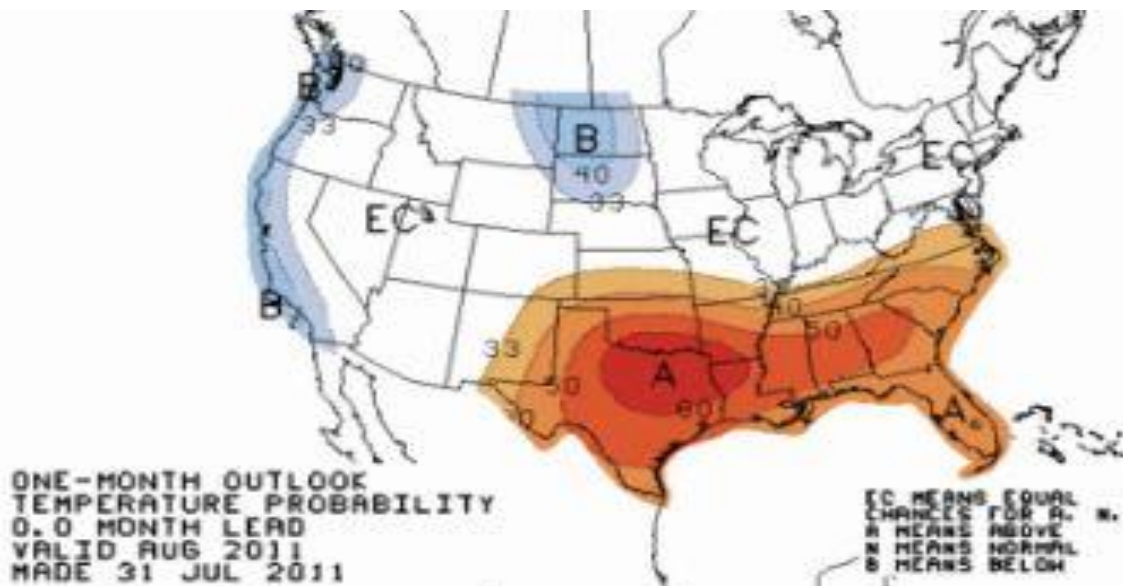 B
33
B
40
33
EC
EC
EC
B
33
40
50
50
A
60
A
ONE-MONTH OUTLOOK
TEMPERATURE PROBABILITY
0.0 MONTH LEAD
VALID AUG 2011
MADE 31 JUL 2011
EC MEANS EQUAL
CHANCES FOR A. N.
A MEANS ABOVE
N MEANS NORMAL
B MEANS BELOW